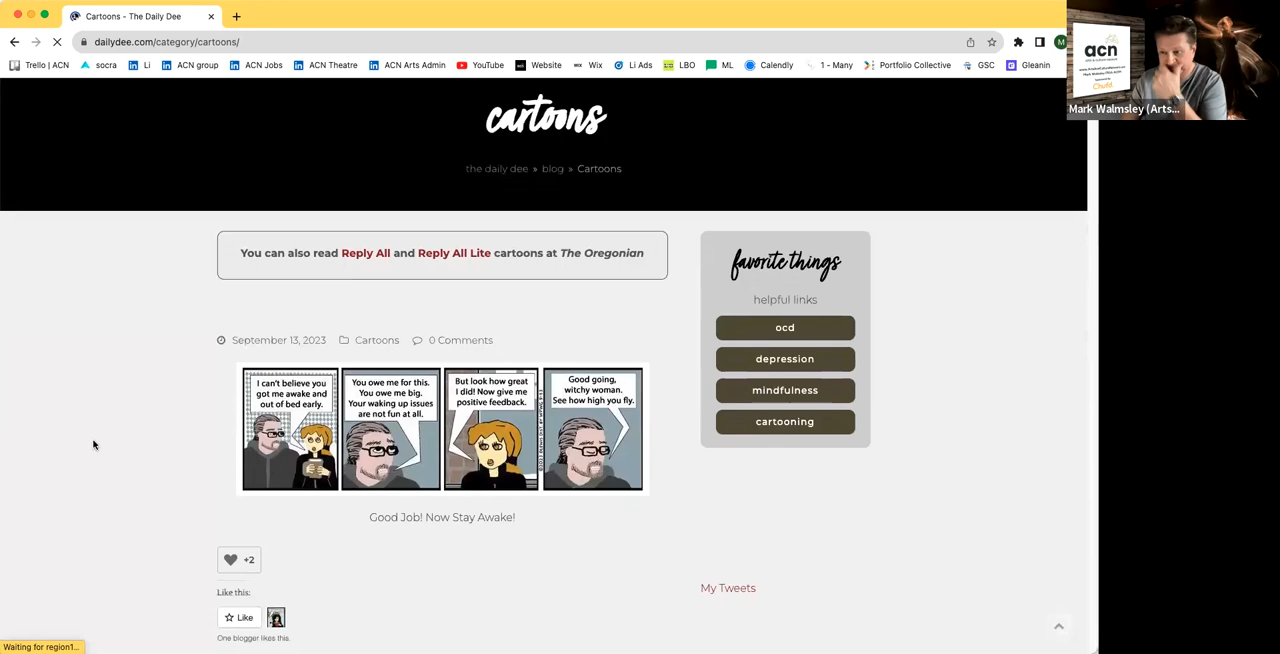 Cartoons - The Daily Dee
dailydee.com/category/cartoons/
M
Trello | ACN
socra
Li
ACN group
ACN Jobs
ACN Theatre
ACN Arts Admin
YouTube
Website
Wix
Li Ads
LBO
ML
Calendly
1 - Many
Portfolio Collective
GSC
Gleanin
acn
Mark Walmsley (Arts...
cartoons
the daily dee » blog » Cartoons
You can also read Reply All and Reply All Lite cartoons at The Oregonian
favorite things
helpful links
ocd
depression
mindfulness
cartooning
September 13, 2023
Cartoons
0 Comments
I can't believe you
got me awake and
out of bed early.
You owe me for this.
You owe me big.
Your waking up issues
are not fun at all.
But look how great
I did! Now give me
positive feedback.
Good going,
witchy woman.
See how high you fly.
Good Job! Now Stay Awake!
+2
Like this:
Like
One blogger likes this.
My Tweets
Waiting for region1...